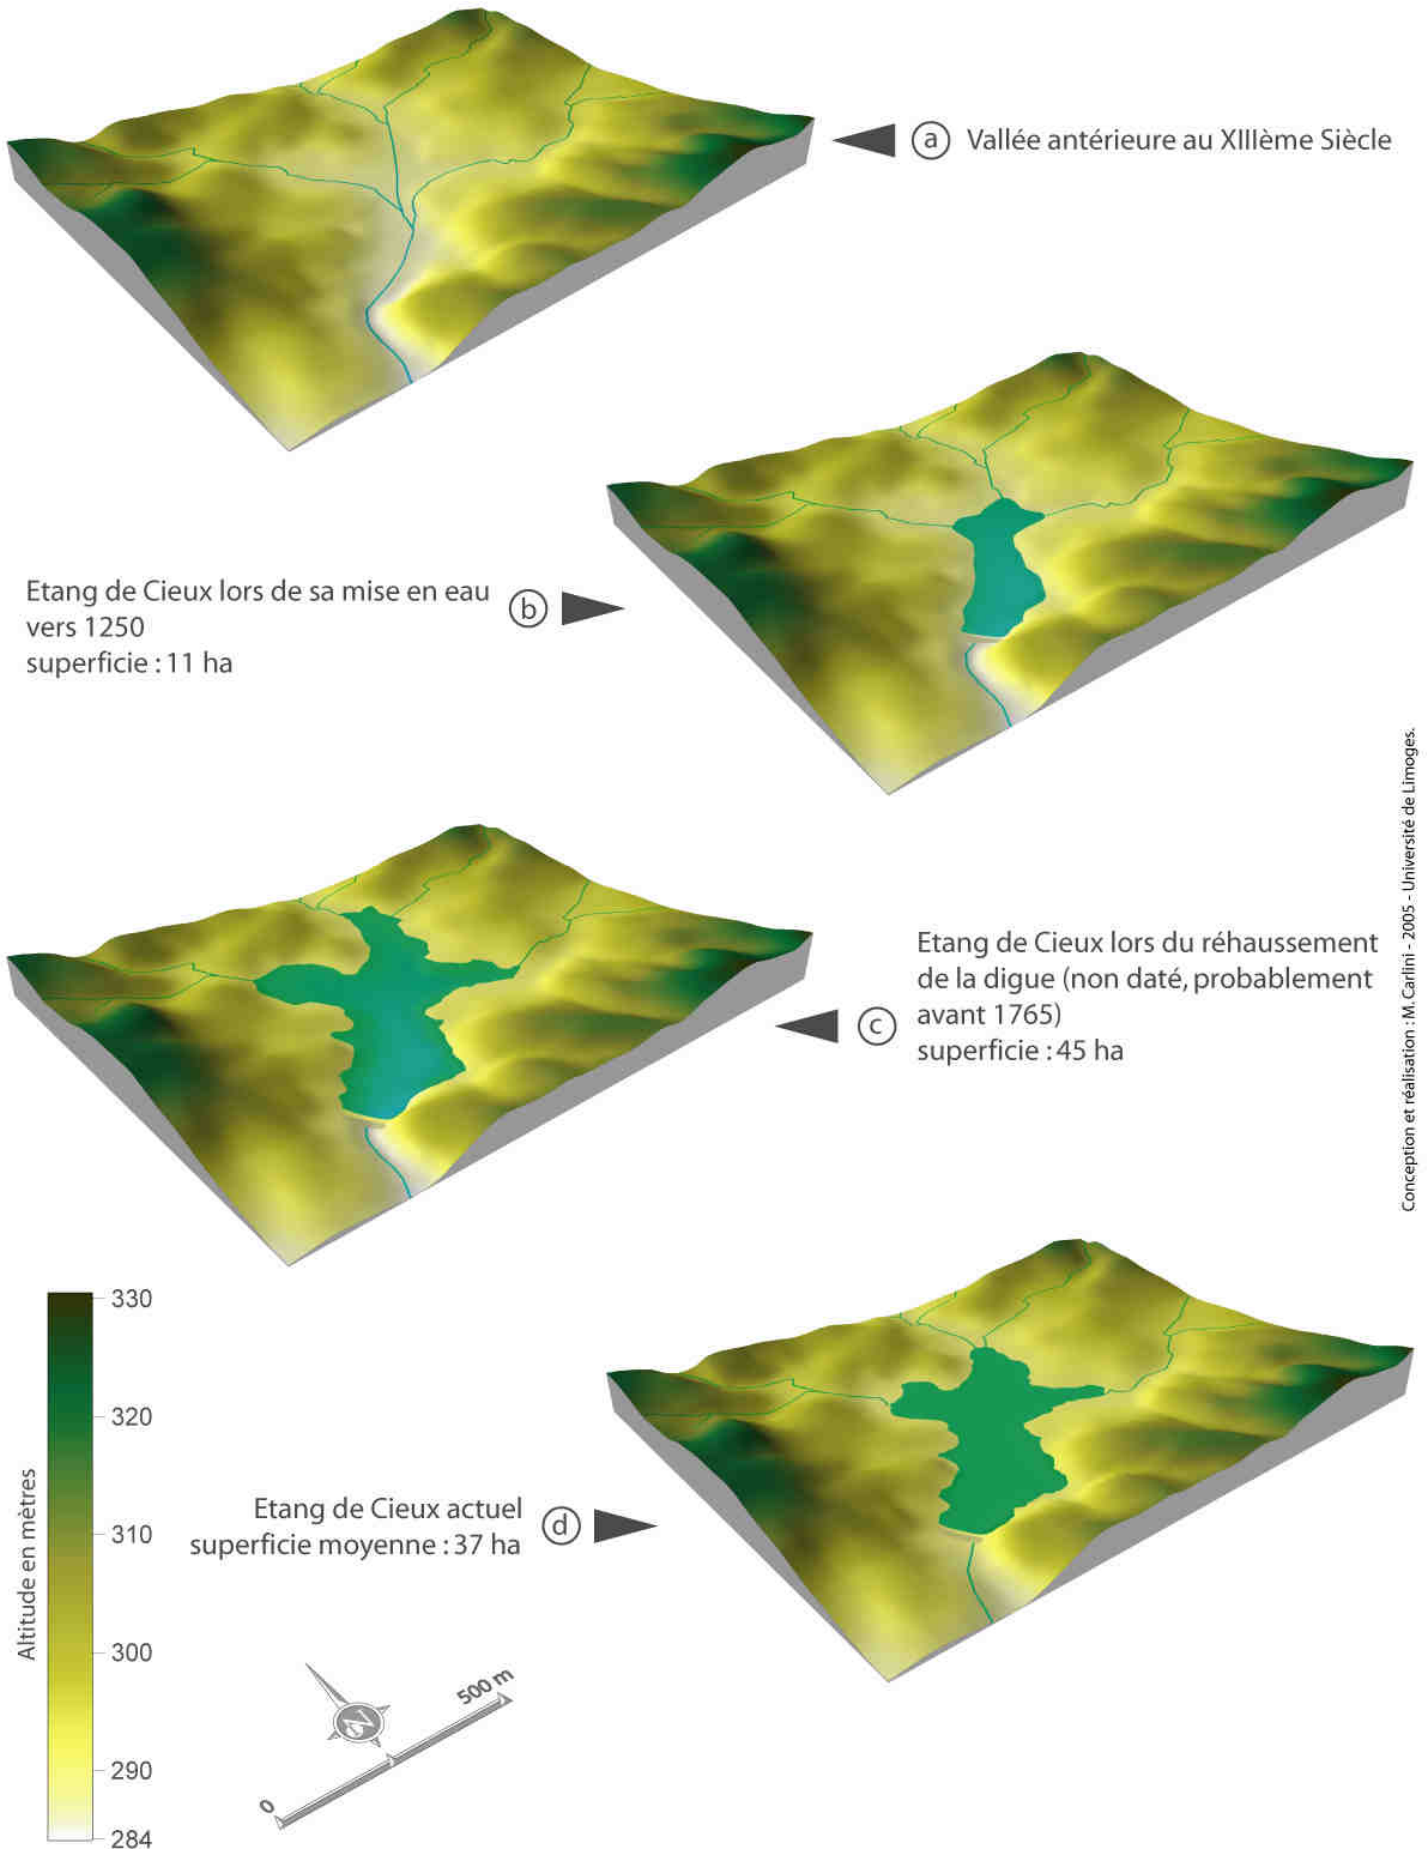 a Vallée antérieure au XIIIème Siècle
Etang de Cieux lors de sa mise en eau
vers 1250
superficie : 11 ha
b
Conception et réalisation : M. Carlini - 2005 - Université de Limoges.
Etang de Cieux lors du réhaussement
de la digue (non daté, probablement
avant 1765)
superficie : 45 ha
c
Etang de Cieux actuel
superficie moyenne : 37 ha
d
Altitude en mètres
330
320
310
300
290
284
N
0
500 m